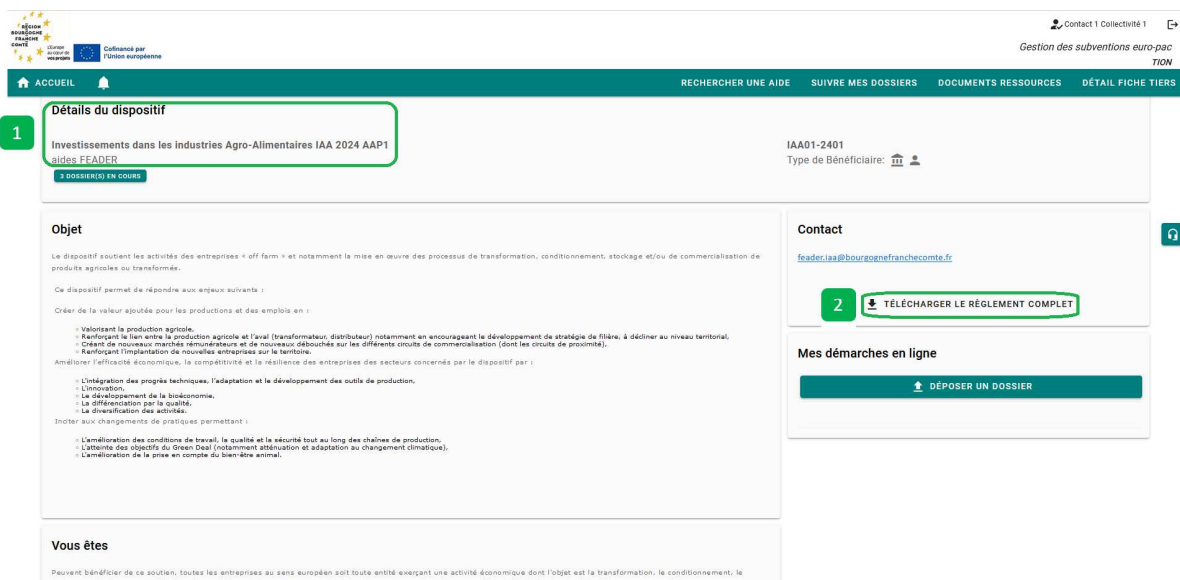 RÉGION
BOURGOGNE
FRANCHE
COMTÉ
L'Europe
au cœur de
vos projets
Cofinancé par
l'Union européenne
Contact 1 Collectivité 1
Gestion des subventions euro-pac
TION
ACCUEIL
RECHERCHER UNE AIDE
SUIVRE MES DOSSIERS
DOCUMENTS RESSOURCES
DÉTAIL FICHE TIERS
1
Détails du dispositif
Investissements dans les industries Agro-Alimentaires IAA 2024 AAP1
aides FEADER
3 DOSSIER(S) EN COURS
IAA01-2401
Type de Bénéficiaire:
Objet
Le dispositif soutient les activités des entreprises « off farm » et notamment la mise en œuvre des processus de transformation, conditionnement, stockage et/ou de commercialisation de
produits agricoles ou transformés.
Ce dispositif permet de répondre aux enjeux suivants :
Créer de la valeur ajoutée pour les productions et des emplois en :
Valorisant la production agricole,
Renforçant le lien entre la production agricole et l'aval (transformateur, distributeur) notamment en encourageant le développement de stratégie de filière, à décliner au niveau territorial,
Créant de nouveaux marchés rémunérateurs et de nouveaux débouchés sur les différents circuits de commercialisation (dont les circuits de proximité),
Renforçant l'implantation de nouvelles entreprises sur le territoire.
Améliorer l'efficacité économique, la compétitivité et la résilience des entreprises des secteurs concernés par le dispositif par :
L'intégration des progrès techniques, l'adaptation et le développement des outils de production,
L'innovation,
Le développement de la bioéconomie,
La différenciation par la qualité,
La diversification des activités.
Inciter aux changements de pratiques permettant :
L'amélioration des conditions de travail, la qualité et la sécurité tout au long des chaînes de production,
L'atteinte des objectifs du Green Deal (notamment atténuation et adaptation au changement climatique),
L'amélioration de la prise en compte du bien-être animal.
Contact
feader.iaa@bourgognefranchecomte.fr
2
TÉLÉCHARGER LE RÈGLEMENT COMPLET
Mes démarches en ligne
DÉPOSER UN DOSSIER
Vous êtes
Peuvent bénéficier de ce soutien, toutes les entreprises au sens européen soit toute entité exerçant une activité économique dont l'objet est la transformation, le conditionnement, le